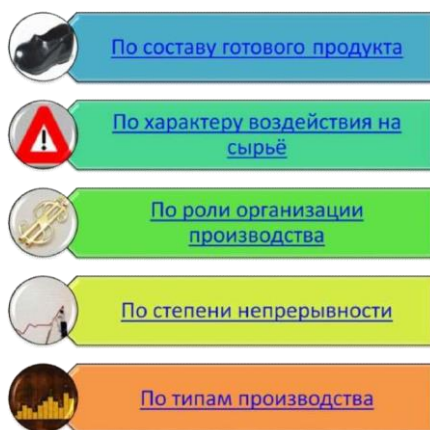 По составу готового продукта
По характеру воздействия на
сырьё
По роли организации
производства
По степени непрерывности
По типам производства